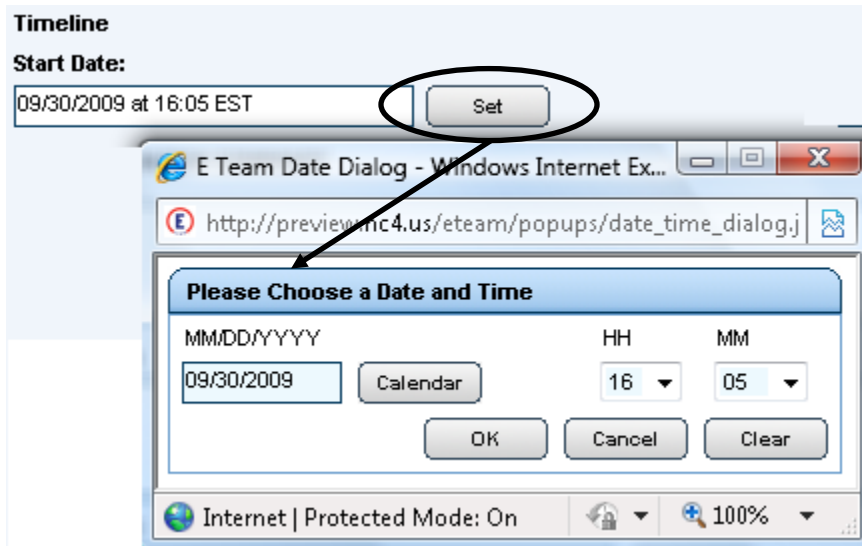 Timeline
Start Date:
09/30/2009 at 16:05 EST
Set
E Team Date Dialog - Windows Internet Ex...
http://preview.nc4.us/eteam/popups/date_time_dialog.j
Please Choose a Date and Time
MM/DD/YYYY HH MM
09/30/2009 Calendar 16 05
OK Cancel Clear
Internet | Protected Mode: On 100%